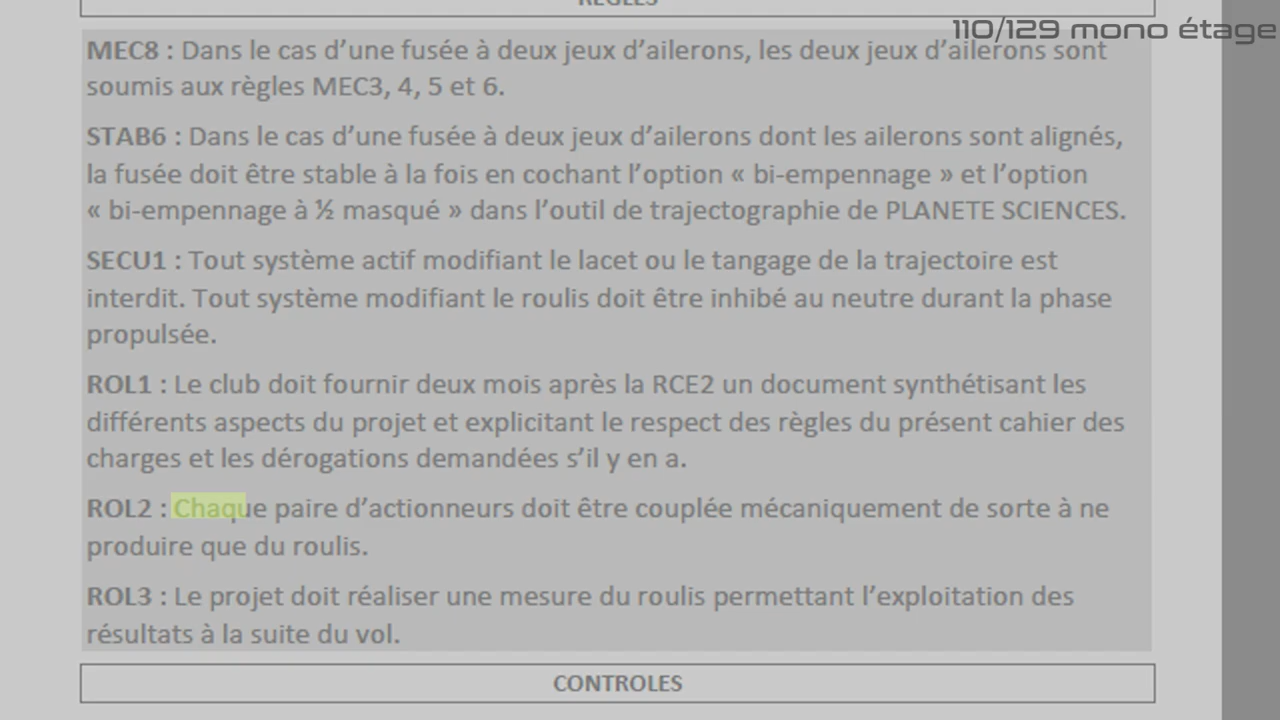 RÈGLES
110/129 mono étage
MEC8 : Dans le cas d’une fusée à deux jeux d’ailerons, les deux jeux d’ailerons sont
soumis aux règles MEC3, 4, 5 et 6.
STAB6 : Dans le cas d’une fusée à deux jeux d’ailerons dont les ailerons sont alignés,
la fusée doit être stable à la fois en cochant l’option « bi-empennage » et l’option
« bi-empennage à ½ masqué » dans l’outil de trajectographie de PLANETE SCIENCES.
SECU1 : Tout système actif modifiant le lacet ou le tangage de la trajectoire est
interdit. Tout système modifiant le roulis doit être inhibé au neutre durant la phase
propulsée.
ROL1 : Le club doit fournir deux mois après la RCE2 un document synthétisant les
différents aspects du projet et explicitant le respect des règles du présent cahier des
charges et les dérogations demandées s’il y en a.
ROL2 : Chaque paire d’actionneurs doit être couplée mécaniquement de sorte à ne
produire que du roulis.
ROL3 : Le projet doit réaliser une mesure du roulis permettant l’exploitation des
résultats à la suite du vol.
CONTROLES